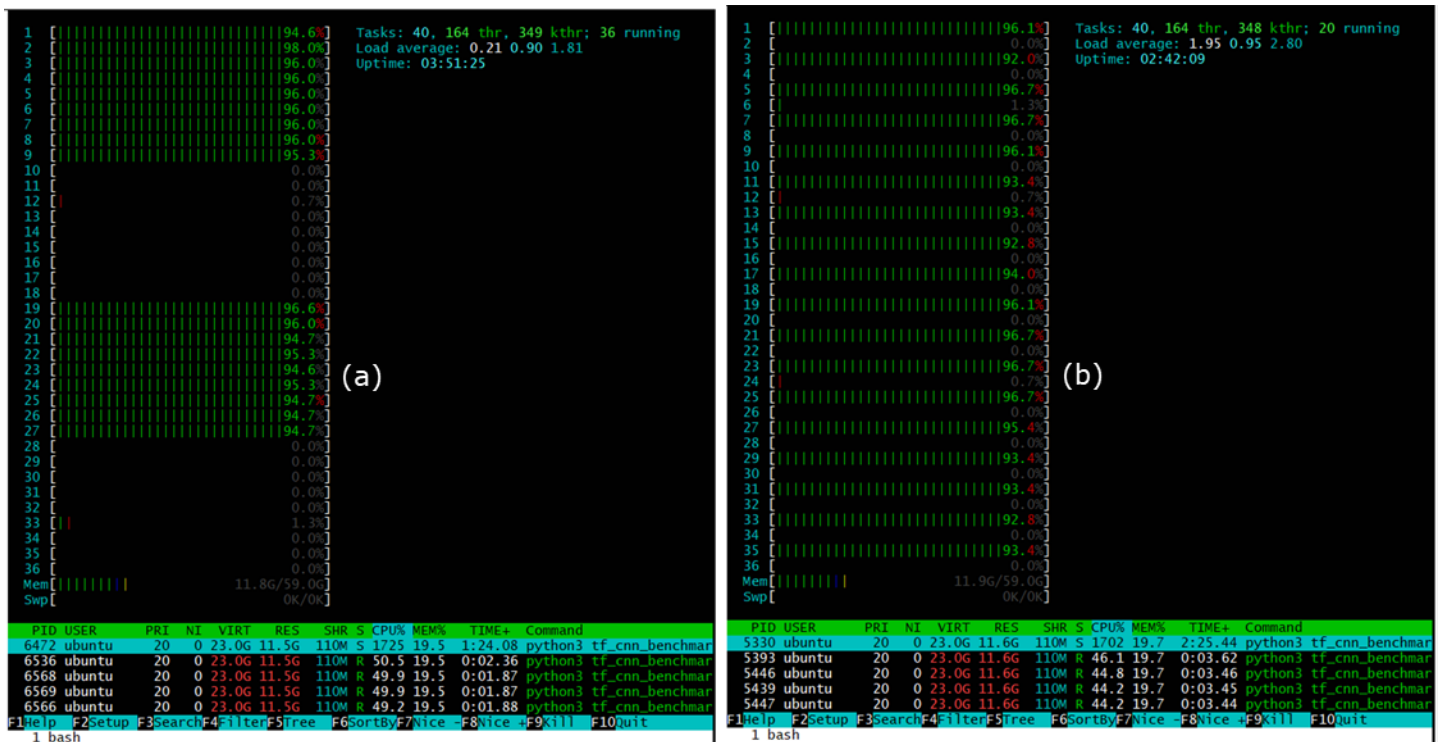 1 [94.6%] Tasks: 40, 164 thr, 349 kthr; 36 running
2 [98.0%] Load average: 0.21 0.90 1.81
3 [96.0%] Uptime: 03:51:25
4 [96.0%]
5 [96.0%]
6 [96.0%]
7 [96.0%]
8 [96.0%]
9 [95.3%]
10 [0.0%]
11 [0.0%]
12 [0.7%]
13 [0.0%]
14 [0.0%]
15 [0.0%]
16 [0.0%]
17 [0.0%]
18 [0.0%]
19 [96.6%]
20 [96.0%]
21 [94.7%]
22 [95.3%]
23 [94.6%]
24 [95.3%]
25 [94.7%]
26 [94.7%]
27 [94.7%]
28 [0.0%]
29 [0.0%]
30 [0.0%]
31 [0.0%]
32 [0.0%]
33 [1.3%]
34 [0.0%]
35 [0.0%]
36 [0.0%]
Mem[11.8G/59.0G]
Swp[0K/0K]
(a)
PID USER PRI NI VIRT RES SHR S CPU% MEM% TIME+ Command
6472 ubuntu 20 0 23.0G 11.5G 110M S 1725 19.5 1:24.08 python3 tf_cnn_benchmar
6536 ubuntu 20 0 23.0G 11.5G 110M R 50.5 19.5 0:02.36 python3 tf_cnn_benchmar
6568 ubuntu 20 0 23.0G 11.5G 110M R 49.9 19.5 0:01.87 python3 tf_cnn_benchmar
6569 ubuntu 20 0 23.0G 11.5G 110M R 49.9 19.5 0:01.87 python3 tf_cnn_benchmar
6566 ubuntu 20 0 23.0G 11.5G 110M R 49.2 19.5 0:01.88 python3 tf_cnn_benchmar
F1Help F2Setup F3SearchF4FilterF5Tree F6SortByF7Nice -F8Nice +F9Kill F10Quit
1 bash
1 [96.1%] Tasks: 40, 164 thr, 348 kthr; 20 running
2 [0.0%] Load average: 1.95 0.95 2.80
3 [92.0%] Uptime: 02:42:09
4 [0.0%]
5 [96.7%]
6 [1.3%]
7 [96.7%]
8 [0.0%]
9 [96.1%]
10 [0.0%]
11 [93.4%]
12 [0.7%]
13 [93.4%]
14 [0.0%]
15 [92.8%]
16 [0.0%]
17 [94.0%]
18 [0.0%]
19 [96.1%]
20 [0.0%]
21 [96.7%]
22 [0.0%]
23 [96.7%]
24 [0.7%]
25 [96.7%]
26 [0.0%]
27 [95.4%]
28 [0.0%]
29 [93.4%]
30 [0.0%]
31 [93.4%]
32 [0.0%]
33 [92.8%]
34 [0.0%]
35 [93.4%]
36 [0.0%]
Mem[11.9G/59.0G]
Swp[0K/0K]
(b)
PID USER PRI NI VIRT RES SHR S CPU% MEM% TIME+ Command
5330 ubuntu 20 0 23.0G 11.6G 110M S 1702 19.7 2:25.44 python3 tf_cnn_benchmar
5393 ubuntu 20 0 23.0G 11.6G 110M R 46.1 19.7 0:03.62 python3 tf_cnn_benchmar
5446 ubuntu 20 0 23.0G 11.6G 110M R 44.8 19.7 0:03.46 python3 tf_cnn_benchmar
5439 ubuntu 20 0 23.0G 11.6G 110M R 44.2 19.7 0:03.45 python3 tf_cnn_benchmar
5447 ubuntu 20 0 23.0G 11.6G 110M R 44.2 19.7 0:03.44 python3 tf_cnn_benchmar
F1Help F2Setup F3SearchF4FilterF5Tree F6SortByF7Nice -F8Nice +F9Kill F10Quit
1 bash